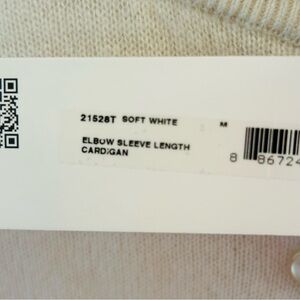 21528T SOFT WHITE M
ELBOW SLEEVE LENGTH
CARDIGAN
8 86724